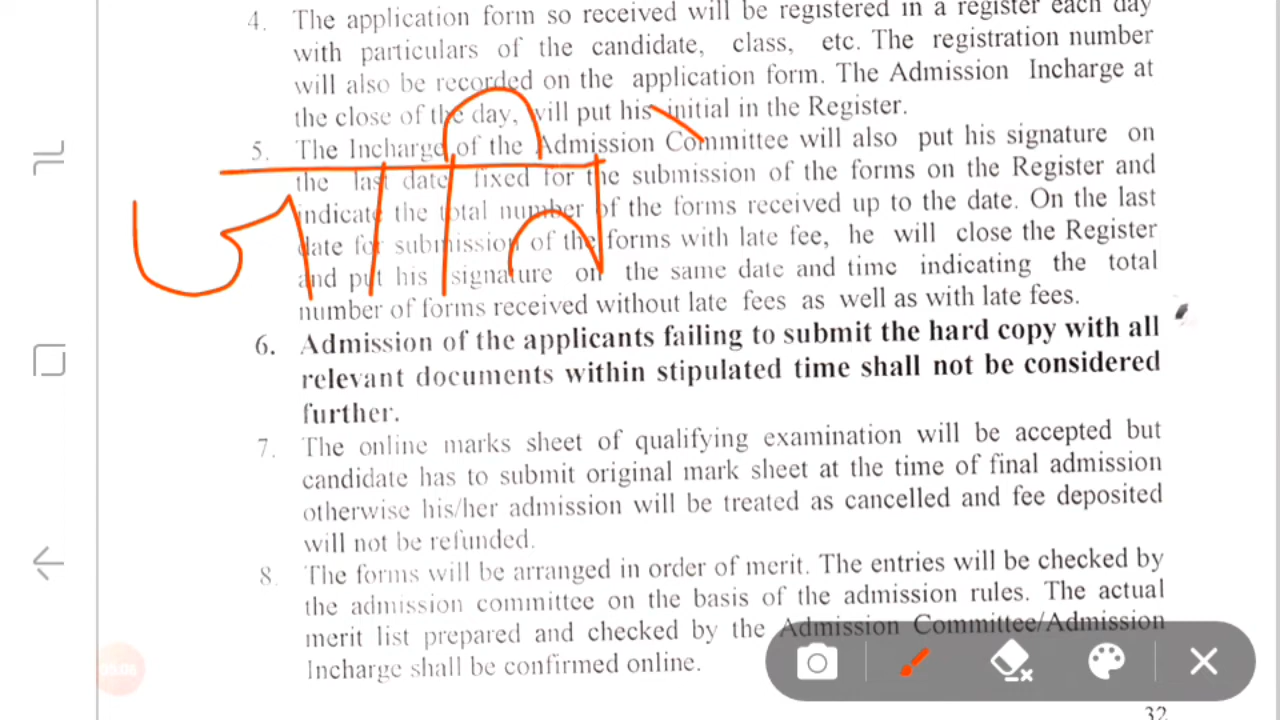 4. The application form so received will be registered in a register each day
with particulars of the candidate, class, etc. The registration number
will also be recorded on the application form. The Admission Incharge at
the close of the day, will put his initial in the Register.
5. The Incharge of the Admission Committee will also put his signature on
the last date fixed for the submission of the forms on the Register and
indicate the total number of the forms received up to the date. On the last
date for submission of the forms with late fee, he will close the Register
and put his signature on the same date and time indicating the total
number of forms received without late fees as well as with late fees.
जाति
6. Admission of the applicants failing to submit the hard copy with all
relevant documents within stipulated time shall not be considered
further.
7. The online marks sheet of qualifying examination will be accepted but
candidate has to submit original mark sheet at the time of final admission
otherwise his/her admission will be treated as cancelled and fee deposited
will not be refunded.
8. The forms will be arranged in order of merit. The entries will be checked by
the admission committee on the basis of the admission rules. The actual
merit list prepared and checked by the Admission Committee/Admission
Incharge shall be confirmed online.
32